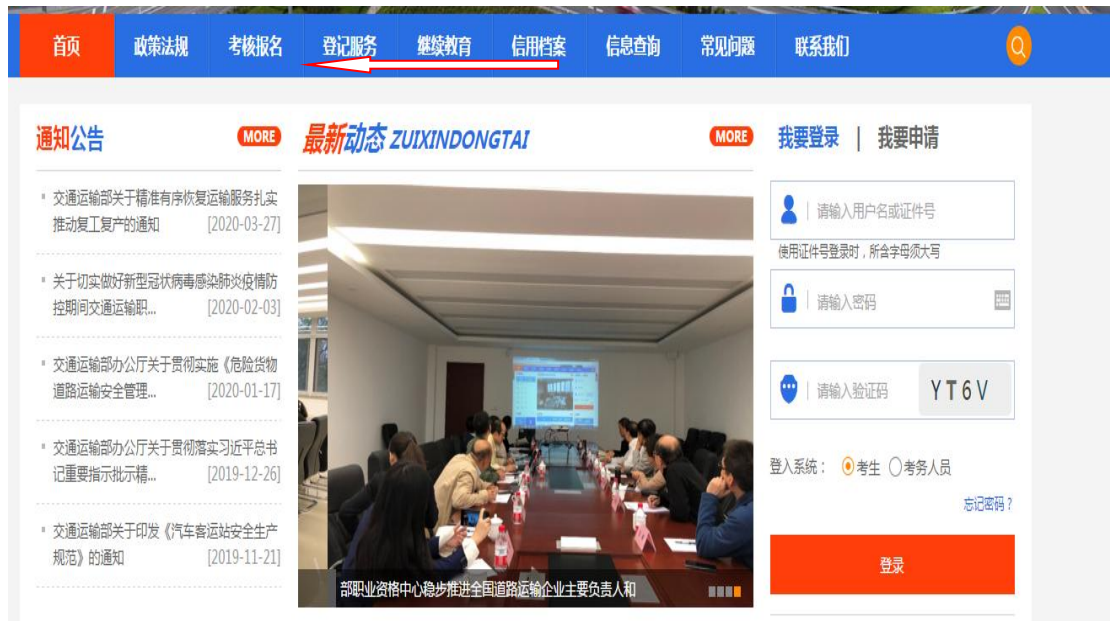 首页 政策法规 考核报名 登记服务 继续教育 信用档案 信息查询 常见问题 联系我们
通知公告 MORE
交通运输部关于精准有序恢复运输服务扎实
推动复工复产的通知 [2020-03-27]
关于切实做好新型冠状病毒感染肺炎疫情防
控期间交通运输职... [2020-02-03]
交通运输部办公厅关于贯彻实施《危险货物
道路运输安全管理... [2020-01-17]
交通运输部办公厅关于贯彻落实习近平总书
记重要指示批示精... [2019-12-26]
交通运输部关于印发《汽车客运站安全生产
规范》的通知 [2019-11-21]
最新动态 ZUIXINDONGTAI MORE
部职业资格中心稳步推进全国道路运输企业主要负责人和
我要登录 | 我要申请
请输入用户名或证件号
使用证件号登录时，所含字母须大写
请输入密码
请输入验证码 YT6V
登入系统： 考生 考务人员
忘记密码？
登录